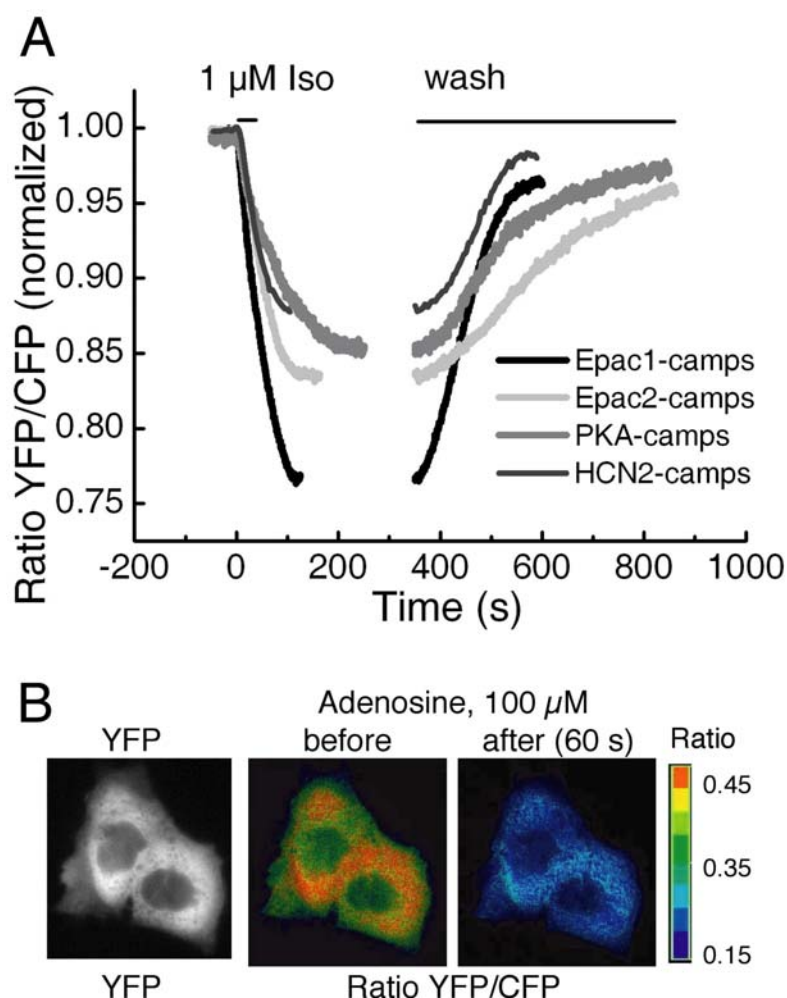 A
1 µM Iso wash
Ratio YFP/CFP (normalized)
1.00
0.95
0.90
0.85
0.80
0.75
Epac1-camps
Epac2-camps
PKA-camps
HCN2-camps
-200 0 200 400 600 800 1000
Time (s)
B
Adenosine, 100 µM
YFP before after (60 s) Ratio
0.45
0.35
0.15
YFP Ratio YFP/CFP